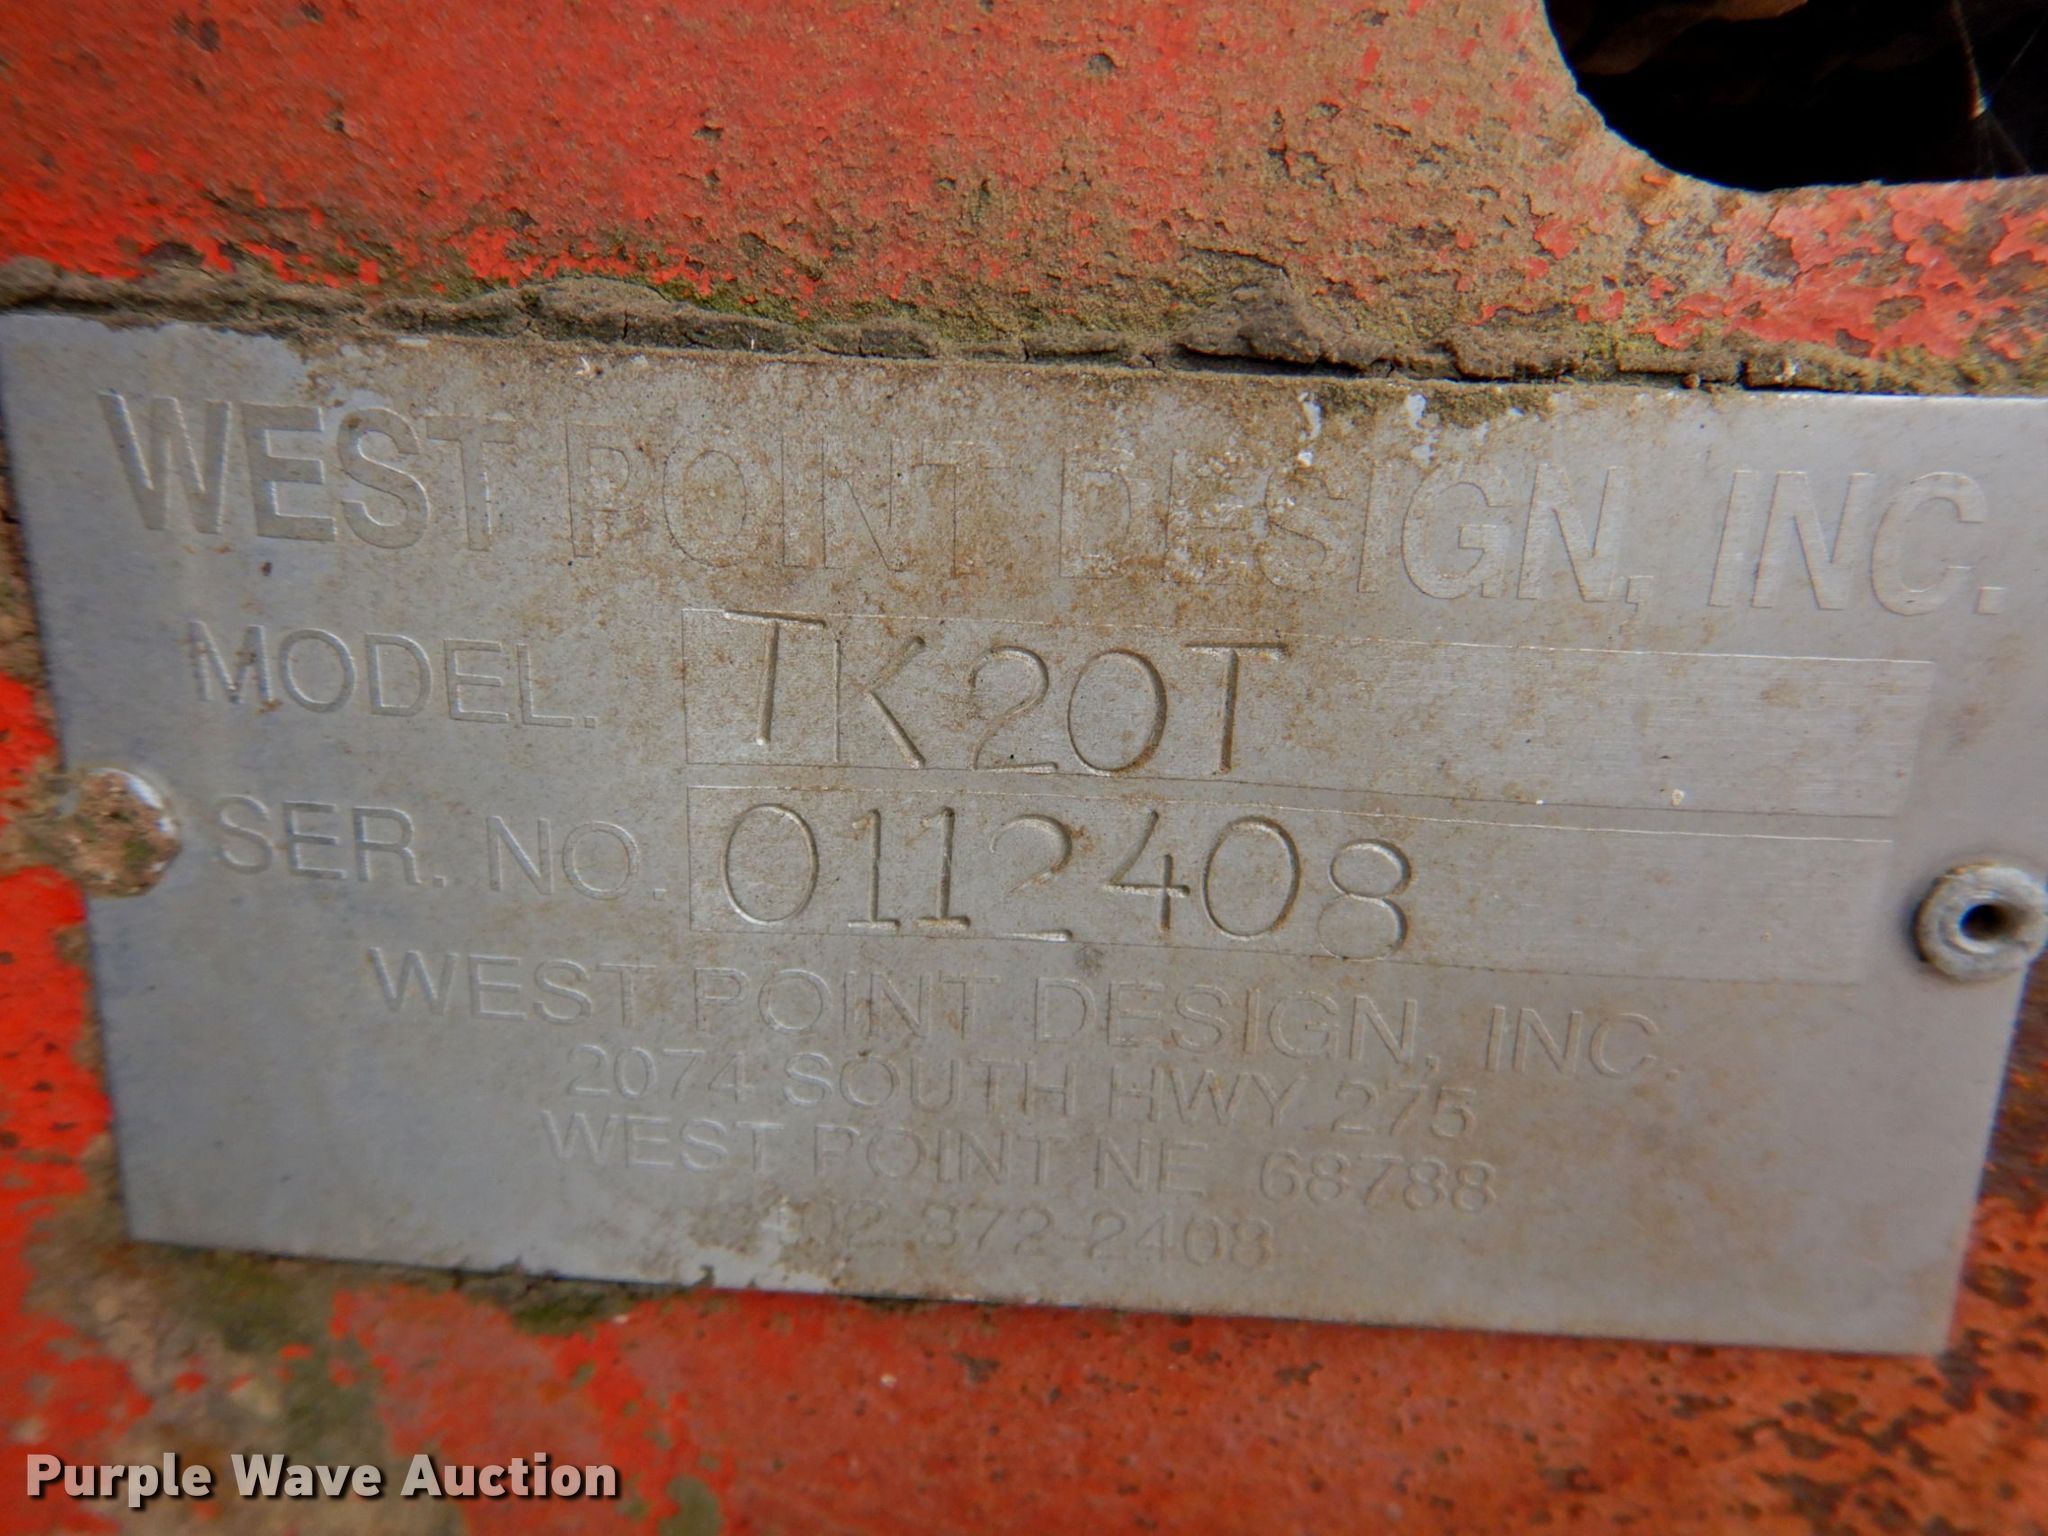 WEST POINT DESIGN, INC.
MODEL. TK20T
SER. NO. 0112408
WEST POINT DESIGN, INC.
2074 SOUTH HWY 275
WEST POINT NE 68788
402 372-2408
Purple Wave Auction